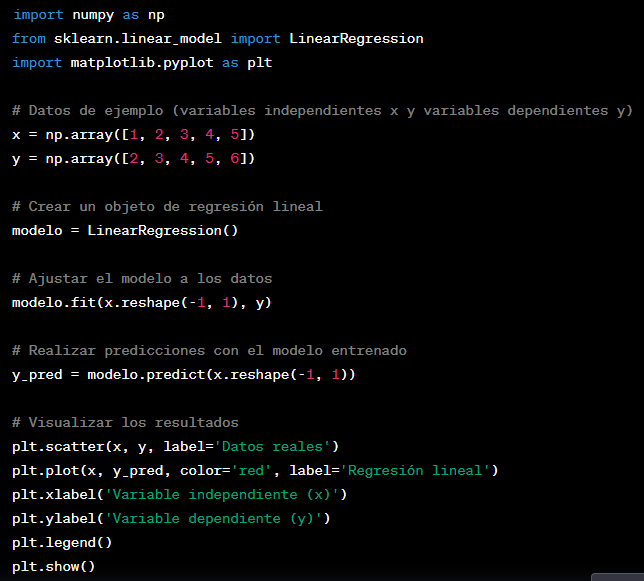 import numpy as np
from sklearn.linear_model import LinearRegression
import matplotlib.pyplot as plt
# Datos de ejemplo (variables independientes x y variables dependientes y)
x = np.array([1, 2, 3, 4, 5])
y = np.array([2, 3, 4, 5, 6])
# Crear un objeto de regresión lineal
modelo = LinearRegression()
# Ajustar el modelo a los datos
modelo.fit(x.reshape(-1, 1), y)
# Realizar predicciones con el modelo entrenado
y_pred = modelo.predict(x.reshape(-1, 1))
# Visualizar los resultados
plt.scatter(x, y, label='Datos reales')
plt.plot(x, y_pred, color='red', label='Regresión lineal')
plt.xlabel('Variable independiente (x)')
plt.ylabel('Variable dependiente (y)')
plt.legend()
plt.show()